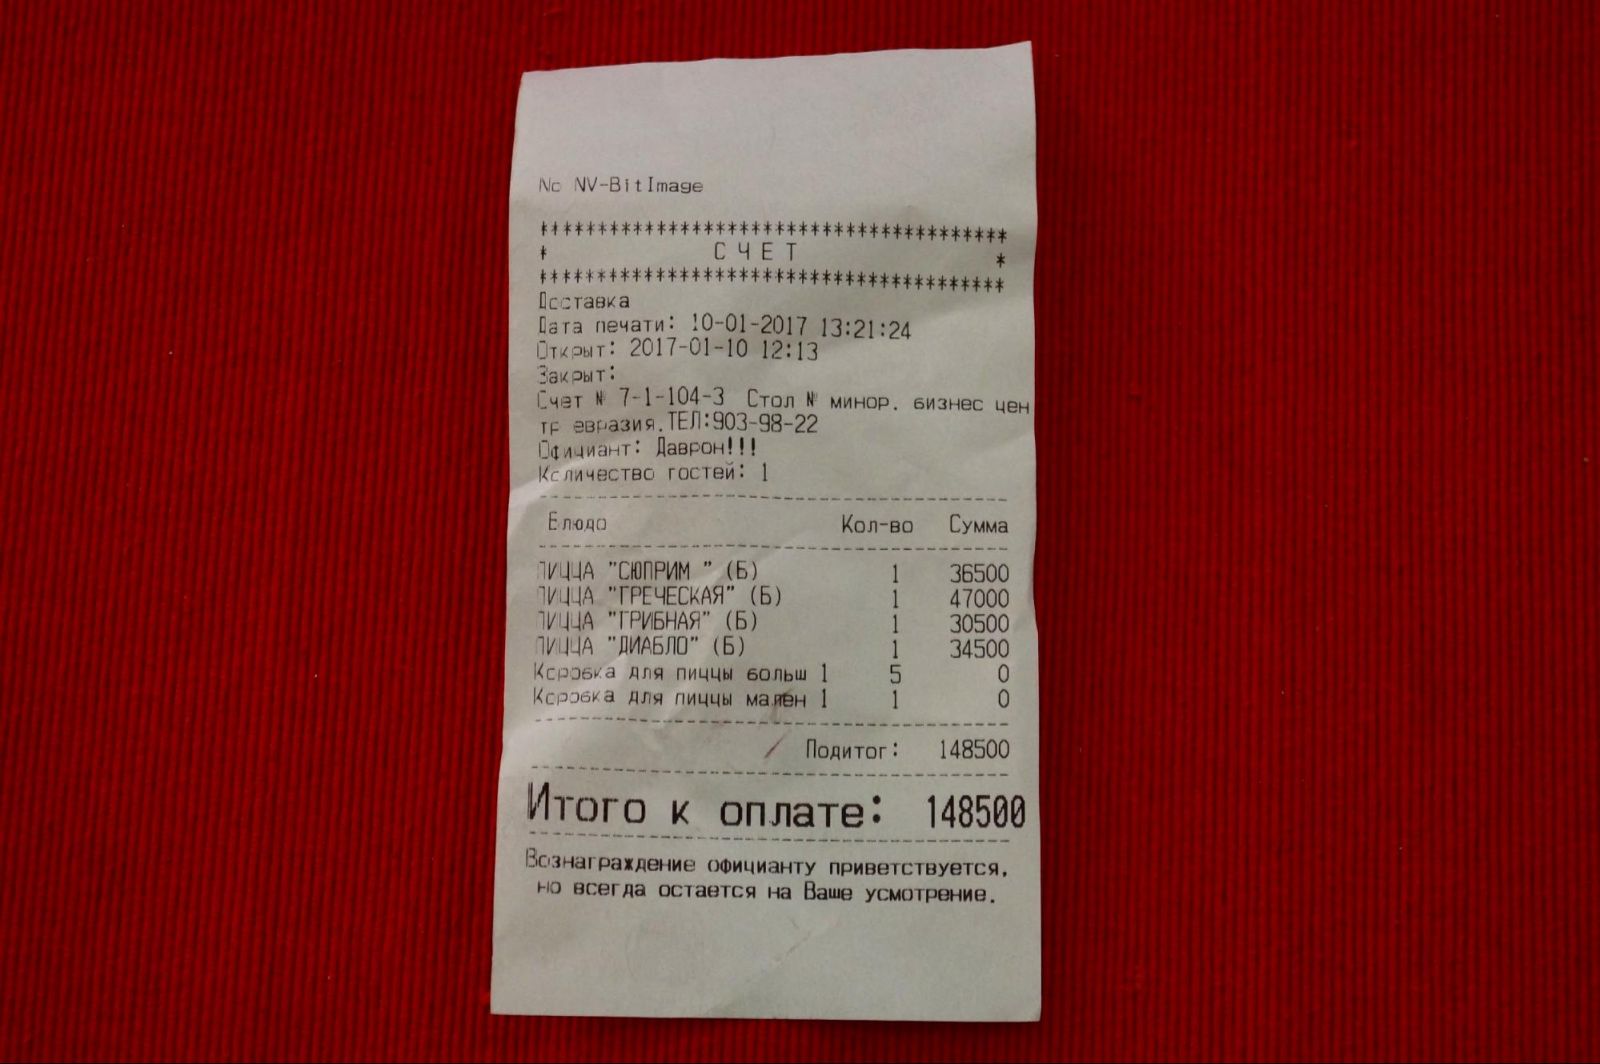 No NV-BitImage
****************************************
* СЧЕТ *
****************************************
Доставка
Дата печати: 10-01-2017 13:21:24
Открыт: 2017-01-10 12:13
Закрыт:
Счет № 7-1-104-3 Стол № минор. бизнес цен
тр евразия.ТЕЛ:903-98-22
Официант: Даврон!!!
Количество гостей: 1
Блюдо Кол-во Сумма
ПИЦЦА "СЮПРИМ " (Б) 1 36500
ПИЦЦА "ГРЕЧЕСКАЯ" (Б) 1 47000
ПИЦЦА "ГРИБНАЯ" (Б) 1 30500
ПИЦЦА "ДИАБЛО" (Б) 1 34500
Коробка для пиццы больш 1 5 0
Коробка для пиццы мален 1 1 0
Подитог: 148500
Итого к оплате: 148500
Вознаграждение официанту приветствуется,
но всегда остается на Ваше усмотрение.